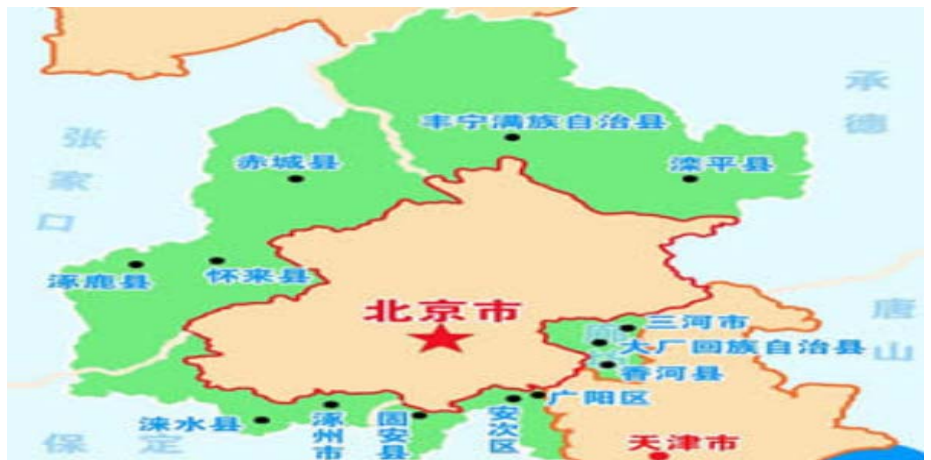 承德
丰宁满族自治县
张家口
赤城县
滦平县
涿鹿县
怀来县
北京市
唐山
三河市
大厂回族自治县
香河县
广阳区
安次区
固安县
涿州市
涞水县
保定
天津市